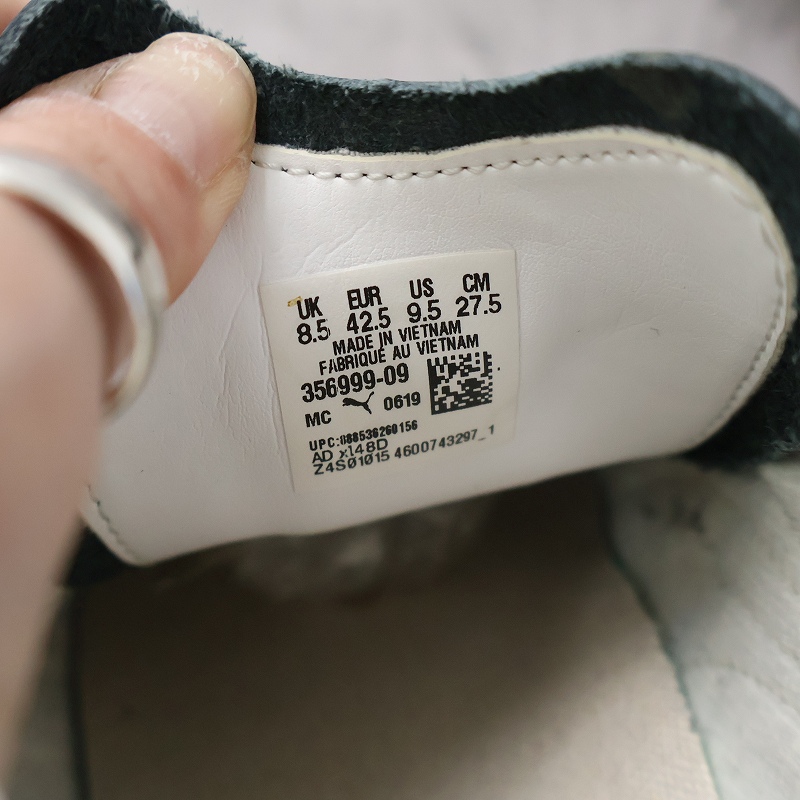 UK EUR US CM
8.5 42.5 9.5 27.5
MADE IN VIETNAM
FABRIQUÉ AU VIETNAM
356999-09
MC 0619
UPC:888536260156
AD x148D
Z4S01015 4600743297_1